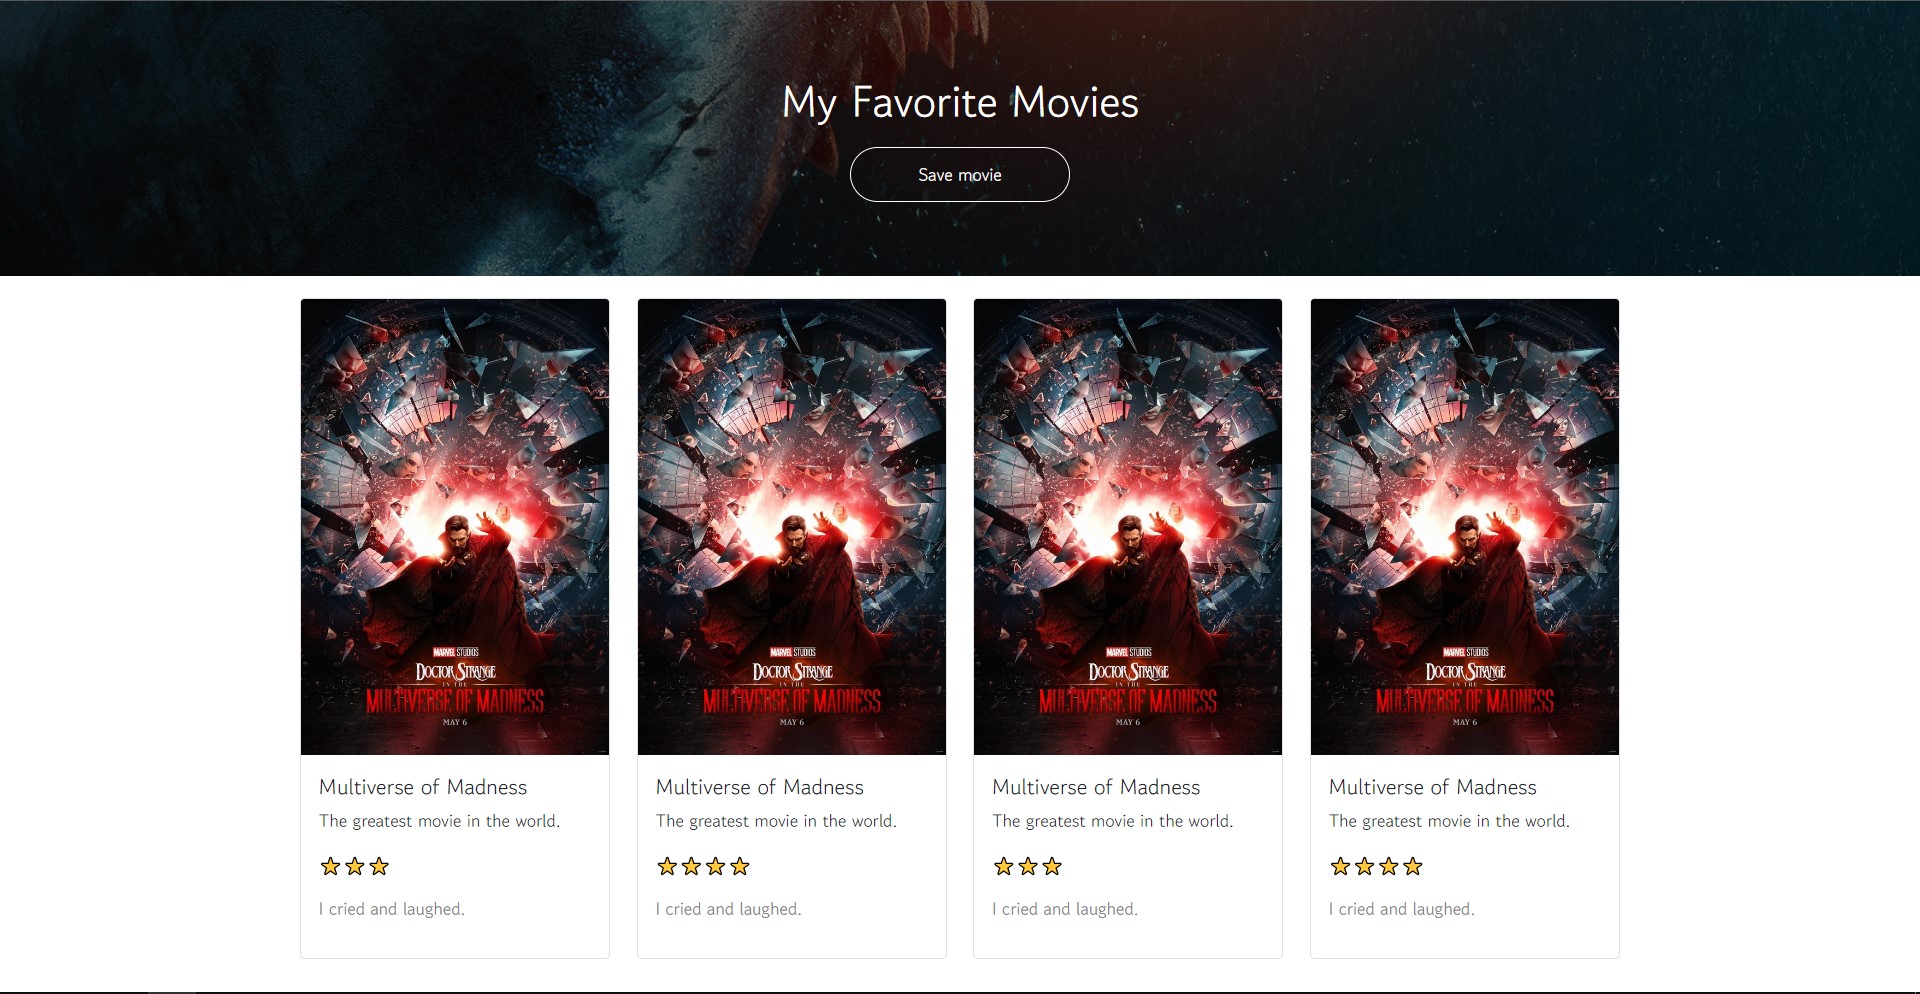 My Favorite Movies
Save movie
MARVEL STUDIOS
DOCTOR STRANGE
IN THE
MULTIVERSE OF MADNESS
MAY 6
MARVEL STUDIOS
DOCTOR STRANGE
IN THE
MULTIVERSE OF MADNESS
MAY 6
MARVEL STUDIOS
DOCTOR STRANGE
IN THE
MULTIVERSE OF MADNESS
MAY 6
MARVEL STUDIOS
DOCTOR STRANGE
IN THE
MULTIVERSE OF MADNESS
MAY 6
Multiverse of Madness
The greatest movie in the world.
I cried and laughed.
Multiverse of Madness
The greatest movie in the world.
I cried and laughed.
Multiverse of Madness
The greatest movie in the world.
I cried and laughed.
Multiverse of Madness
The greatest movie in the world.
I cried and laughed.